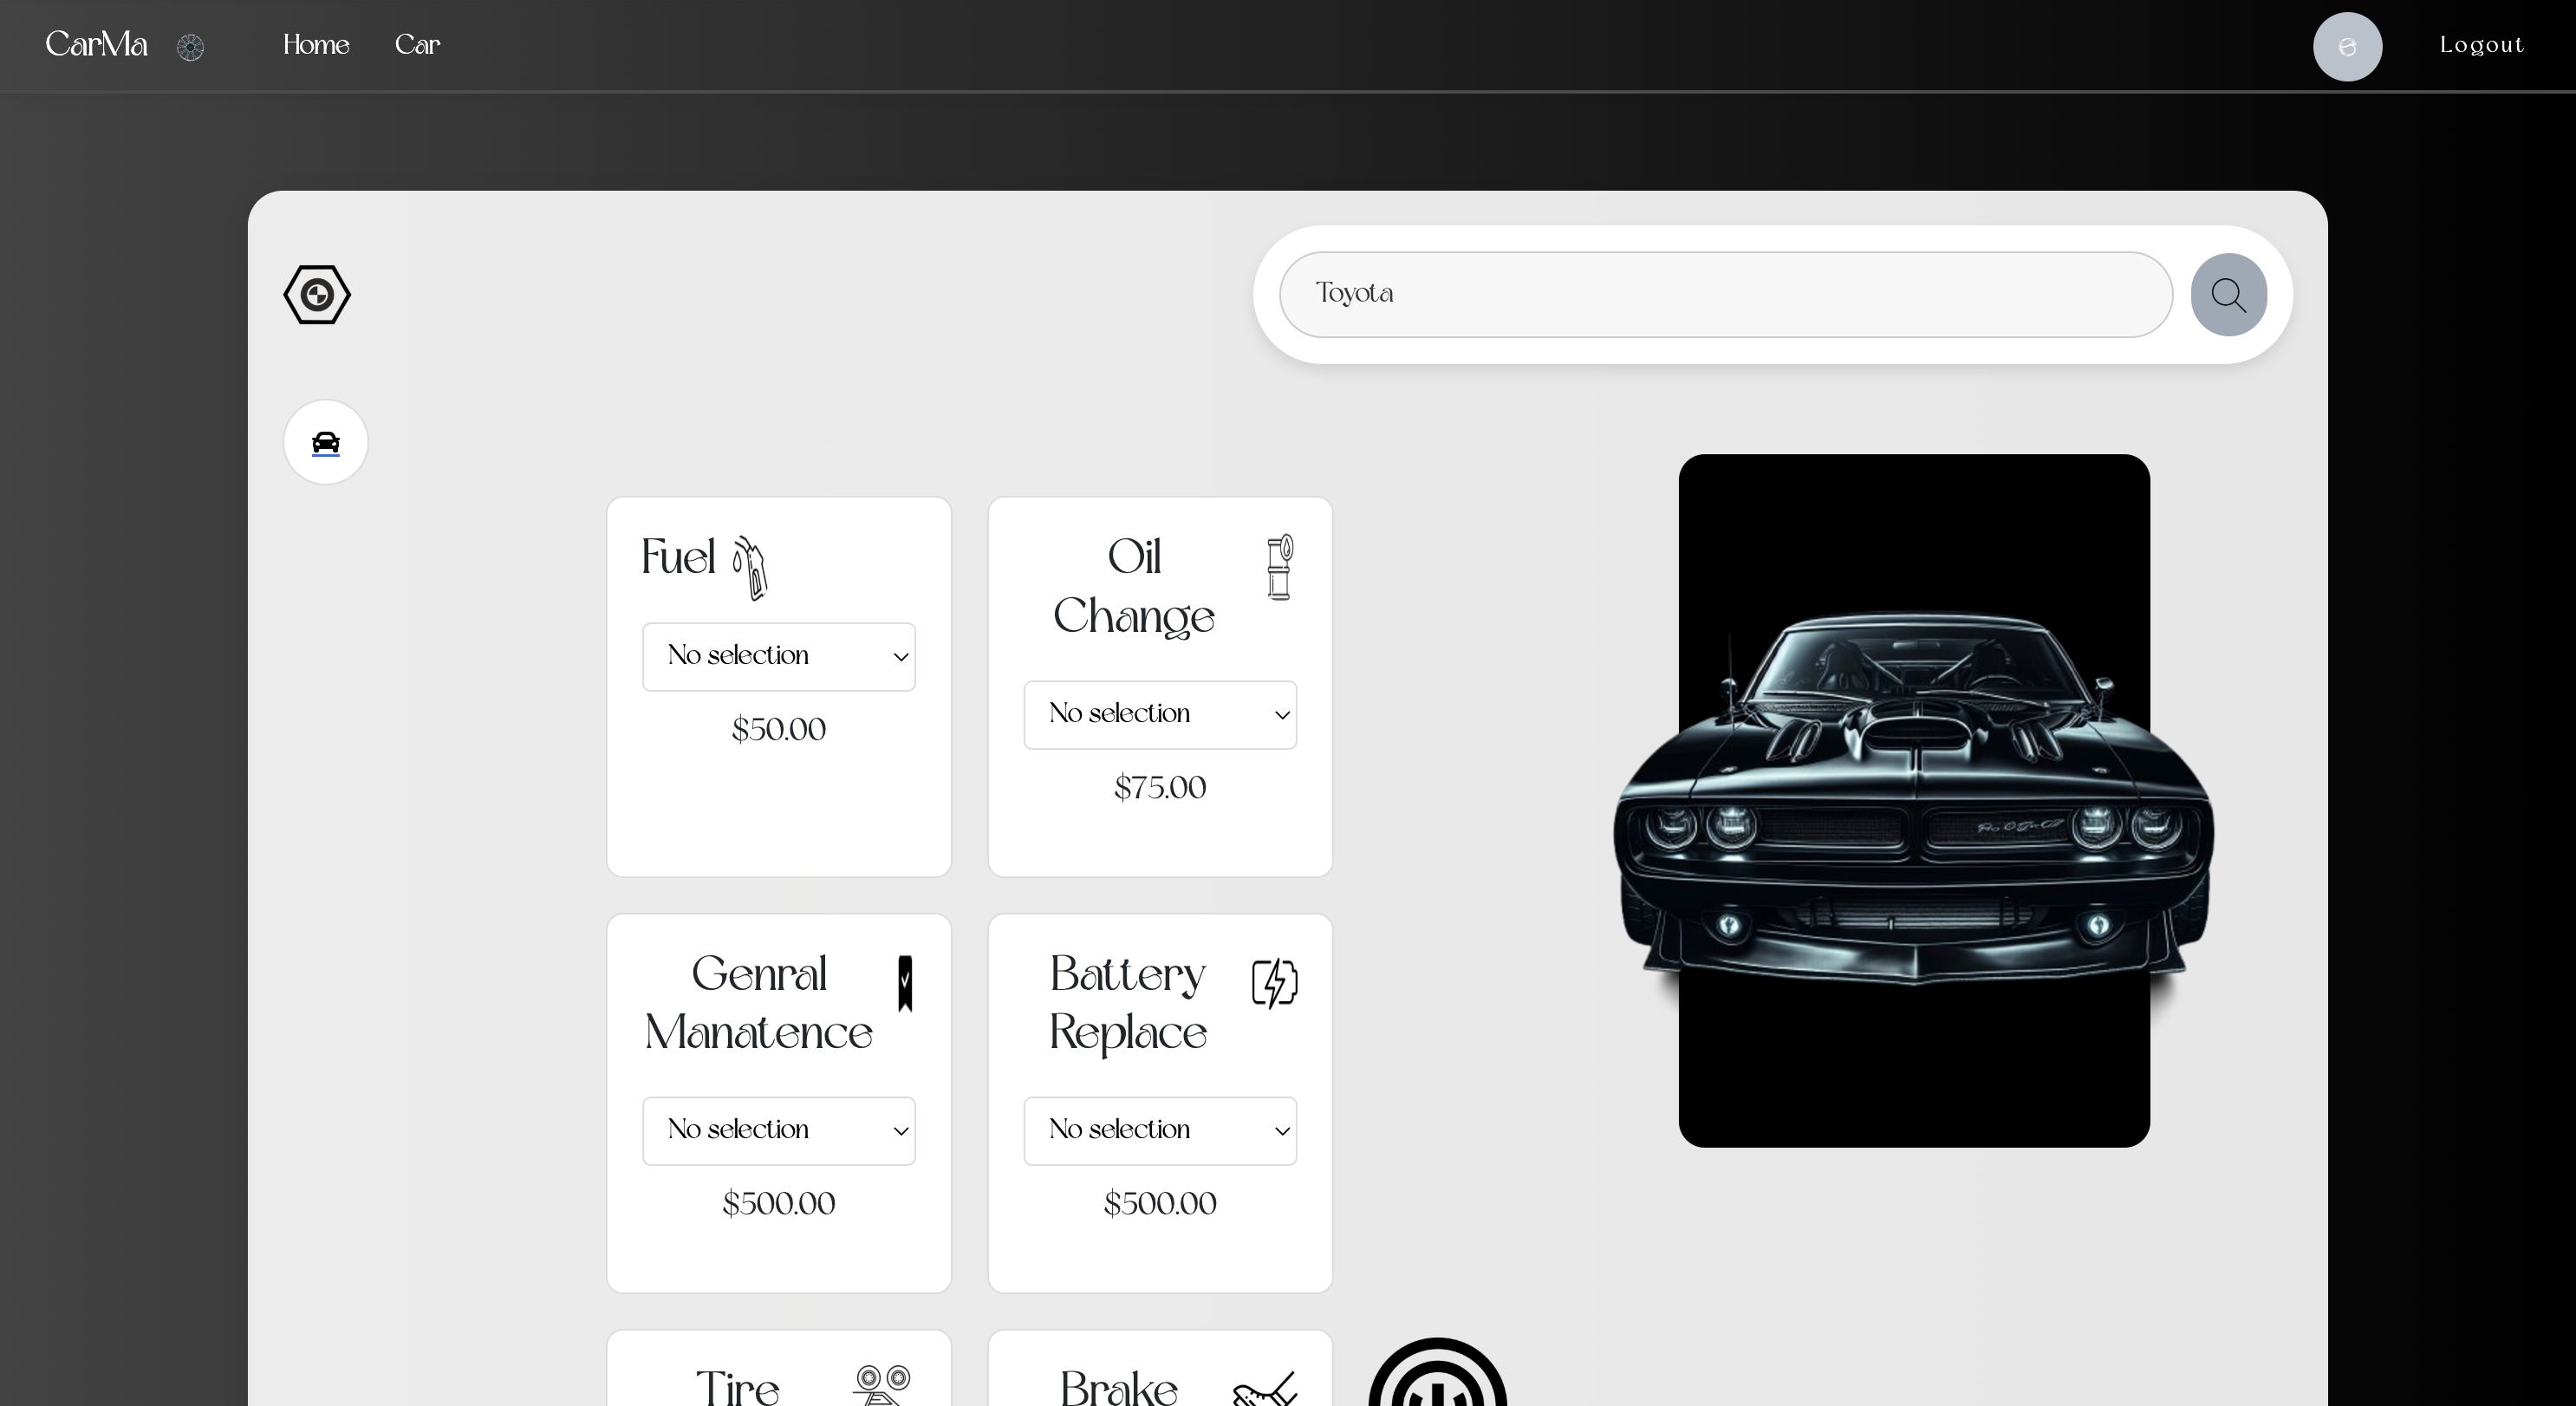 CarMa Home Car e Logout
Toyota
Fuel
No selection
$50.00
Oil
Change
No selection
$75.00
Genral
Manatence
No selection
$500.00
Battery
Replace
No selection
$500.00
Tire
Brake